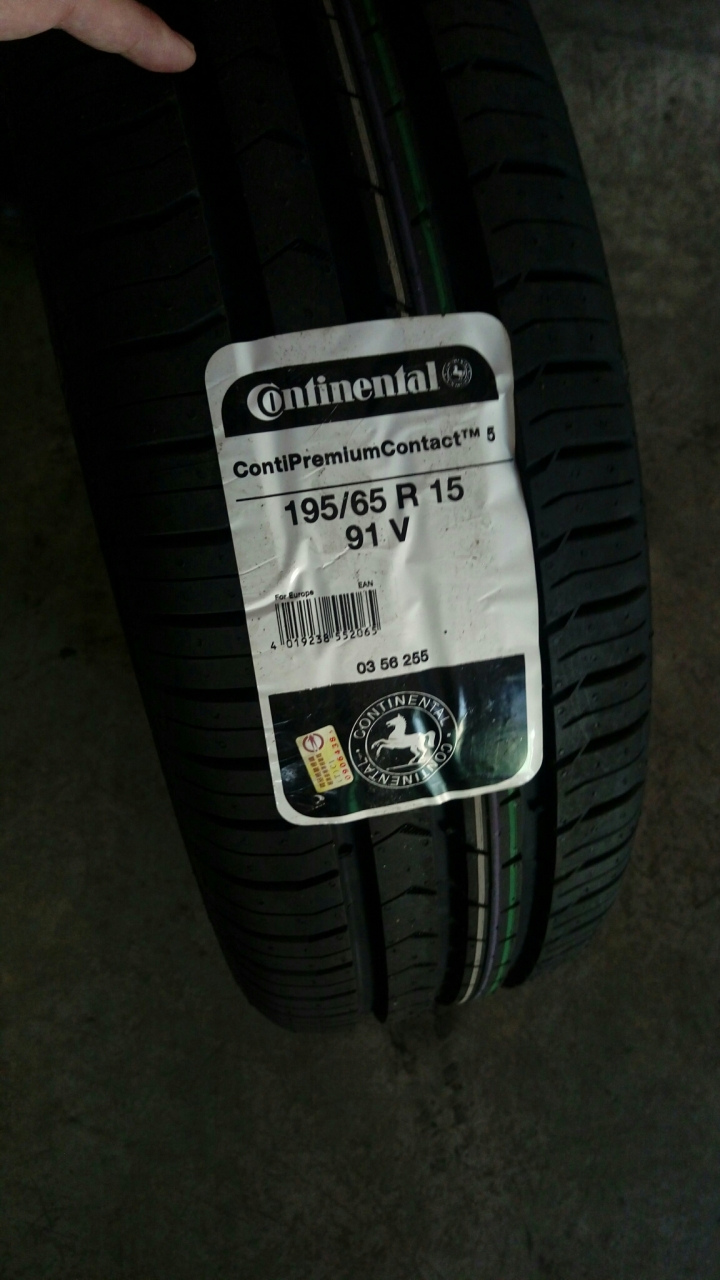 Continental
ContiPremiumContact™ 5
195/65 R 15
91 V
For Europe EAN
4 019238 552065
03 56 255
CONTINENTAL · CONTINENTAL ·